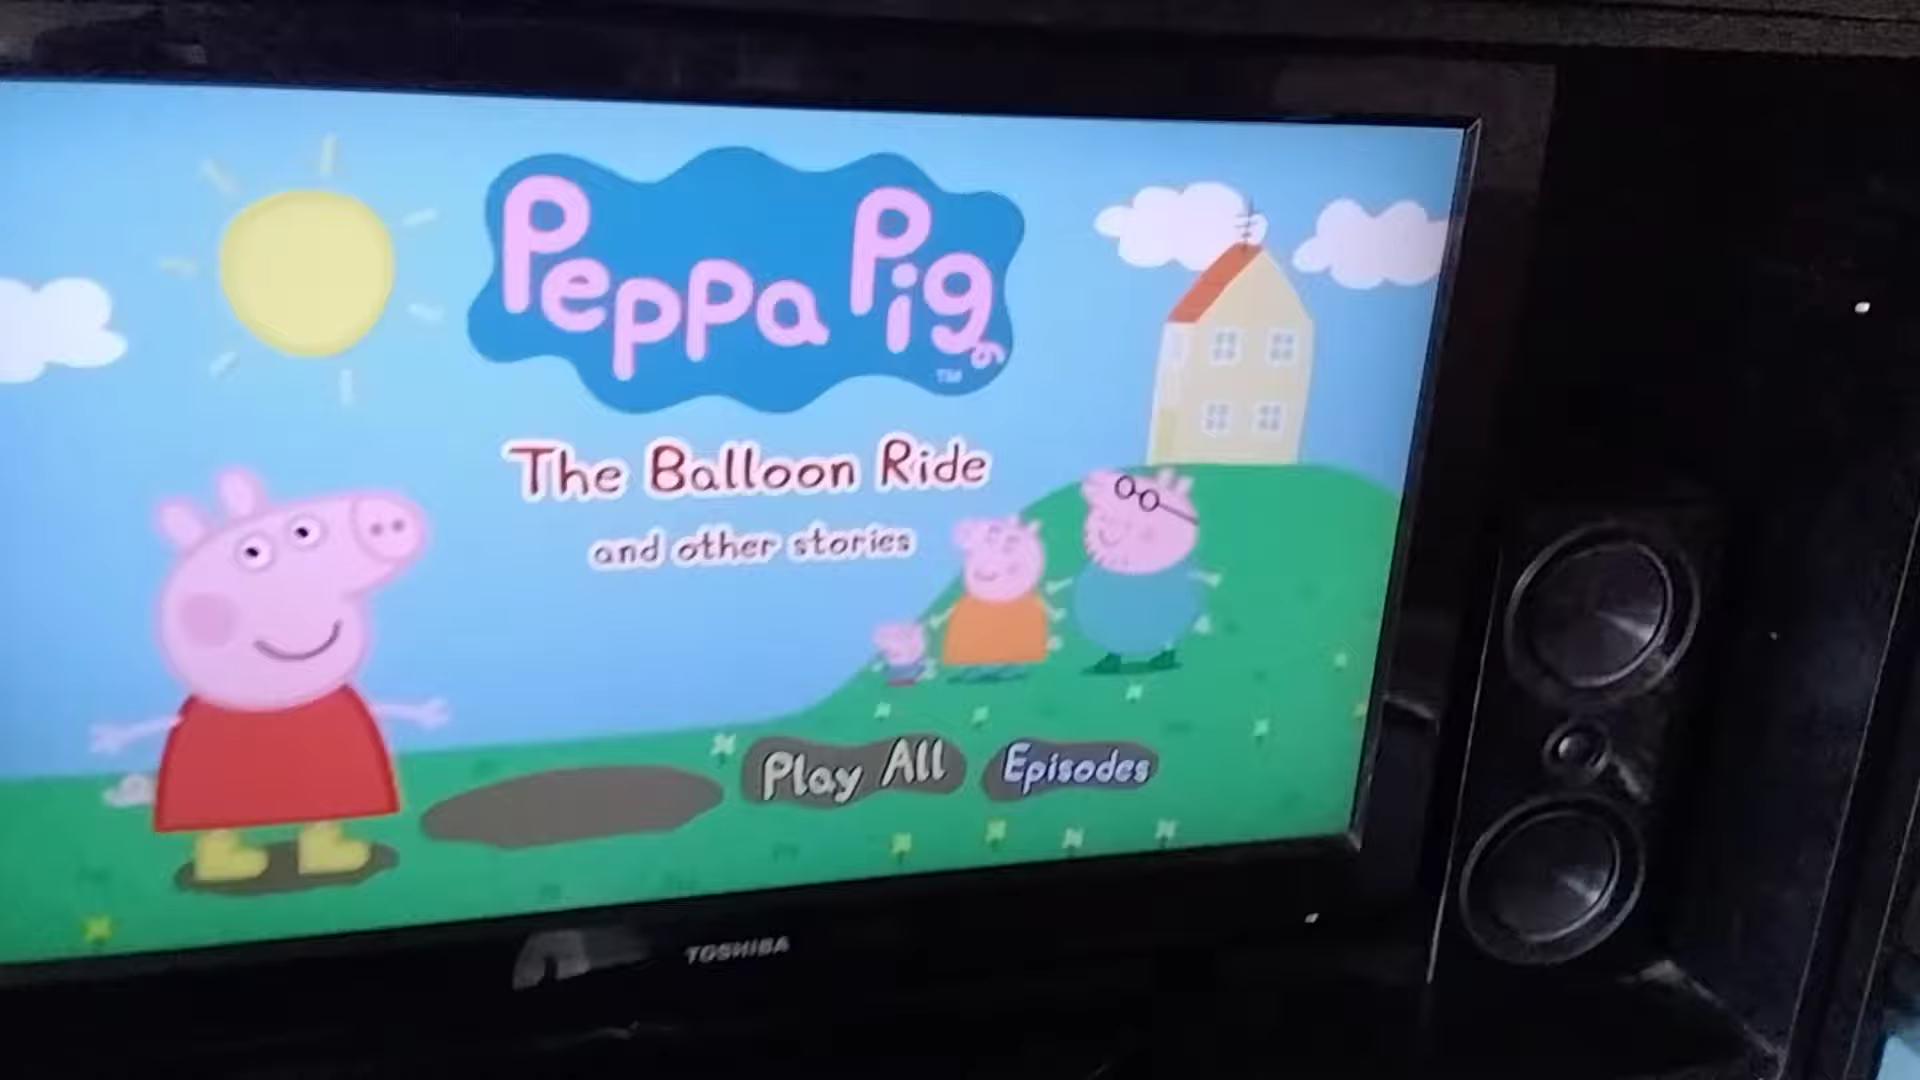 Peppa Pig
TM
The Balloon Ride
and other stories
Play All
Episodes
TOSHIBA